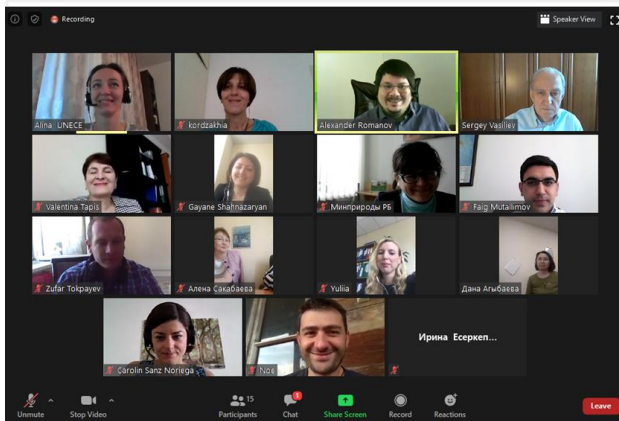 Recording
Speaker View
Alina_UNECE
kordzakhia
Alexander Romanov
Sergey Vasiliev
Valentina Tapis
Gayane Shahnazaryan
Минприроды РБ
Faig Mutallimov
Zufar Tokpayev
Алена Сакабаева
Yuliia
Дана Агыбаева
Carolin Sanz Noriega
Nos
Ирина Есеркеп...
15
1
Unmute
Stop Video
Participants
Chat
Share Screen
Record
Reactions
Leave